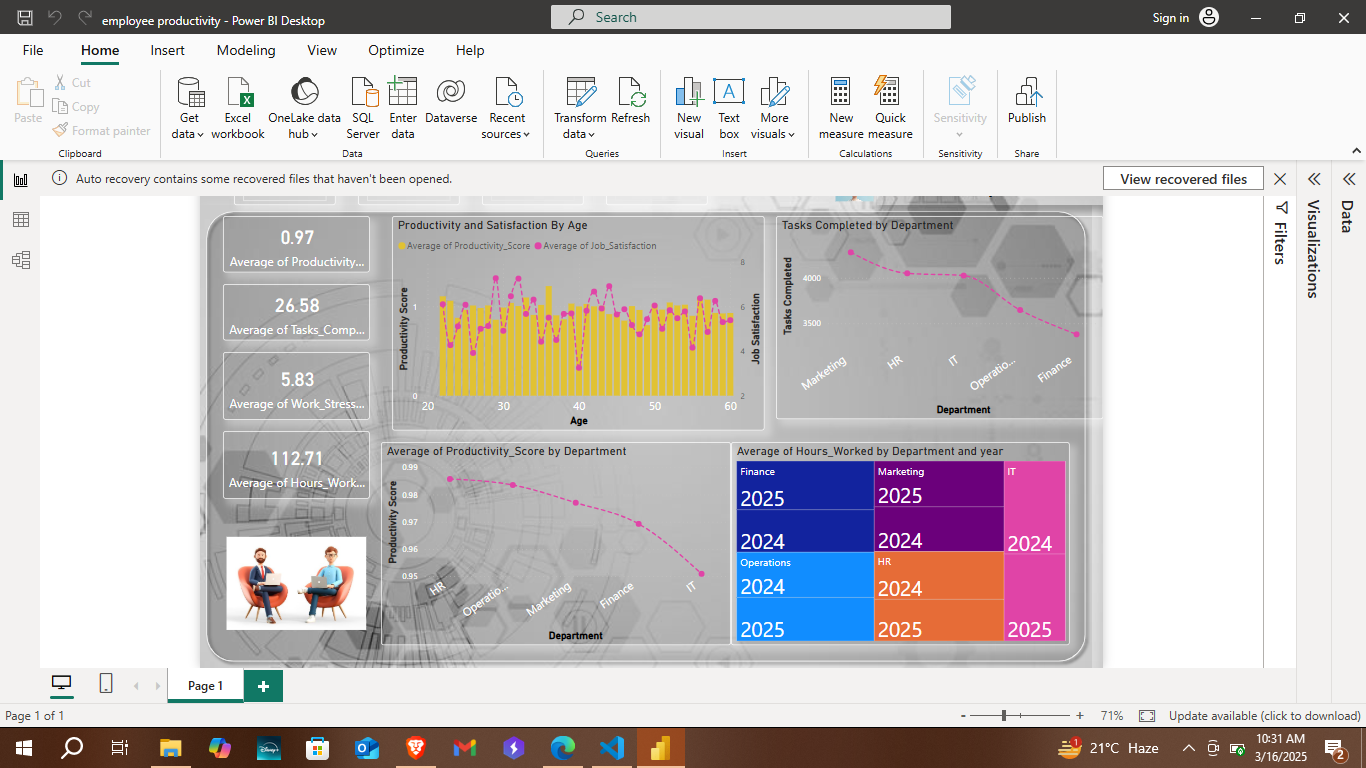 employee productivity - Power BI Desktop
Search
Sign in
File Home Insert Modeling View Optimize Help
Paste
Cut
Copy
Format painter
Clipboard
Get data
Excel workbook
OneLake data hub
SQL Server
Enter data
Dataverse
Recent sources
Data
Transform data
Refresh
Queries
New visual
Text box
More visuals
Insert
New measure
Quick measure
Calculations
Sensitivity
Sensitivity
Publish
Share
Auto recovery contains some recovered files that haven't been opened.
View recovered files
Filters
Visualizations
Data
0.97
Average of Productivity...
26.58
Average of Tasks_Comp...
5.83
Average of Work_Stress...
112.71
Average of Hours_Work...
Productivity and Satisfaction By Age
Average of Productivity_Score Average of Job_Satisfaction
Productivity Score
1
0
8
6
4
2
Job Satisfaction
20 30 40 50 60
Age
Tasks Completed by Department
Tasks Completed
4000
3500
Marketing HR IT Operatio... Finance
Department
Average of Productivity_Score by Department
Productivity Score
0.99
0.98
0.97
0.96
0.95
HR Operatio... Marketing Finance IT
Department
Average of Hours_Worked by Department and year
Finance
2025
2024
Operations
2024
2025
Marketing
2025
2024
HR
2024
2025
IT
2024
2025
Page 1
Page 1 of 1
- + 71%
Update available (click to download)
Disney+
1
21°C Haze
10:31 AM
3/16/2025
2